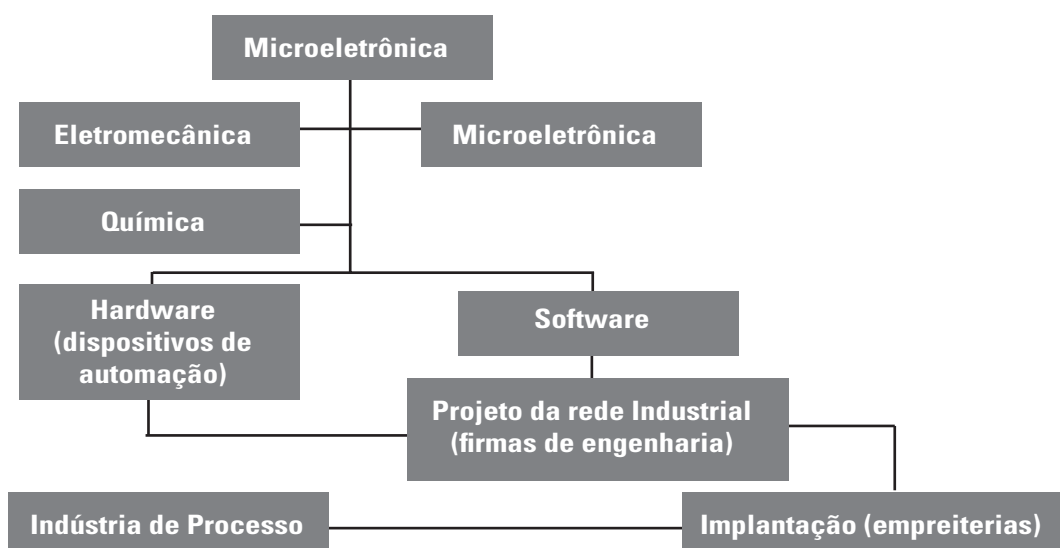 Microeletrônica
Eletromecânica
Microeletrônica
Química
Hardware
(dispositivos de
automação)
Software
Projeto da rede Industrial
(firmas de engenharia)
Indústria de Processo
Implantação (empreiterias)